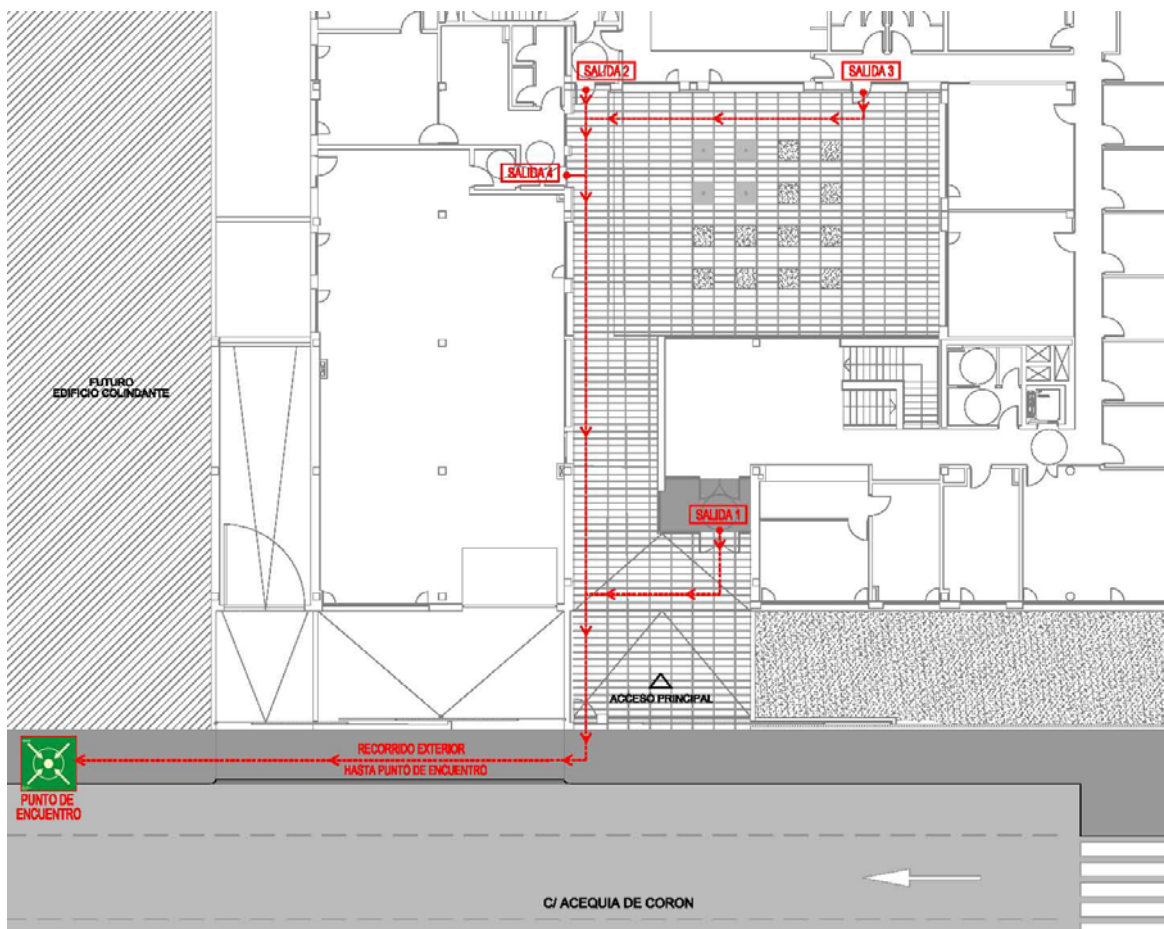 SALIDA 2
SALIDA 3
SALIDA 4
FUTURO
EDIFICIO COLINDANTE
SALIDA 1
ACCESO PRINCIPAL
RECORRIDO EXTERIOR
HASTA PUNTO DE ENCUENTRO
PUNTO DE
ENCUENTRO
C/ ACEQUIA DE CORON